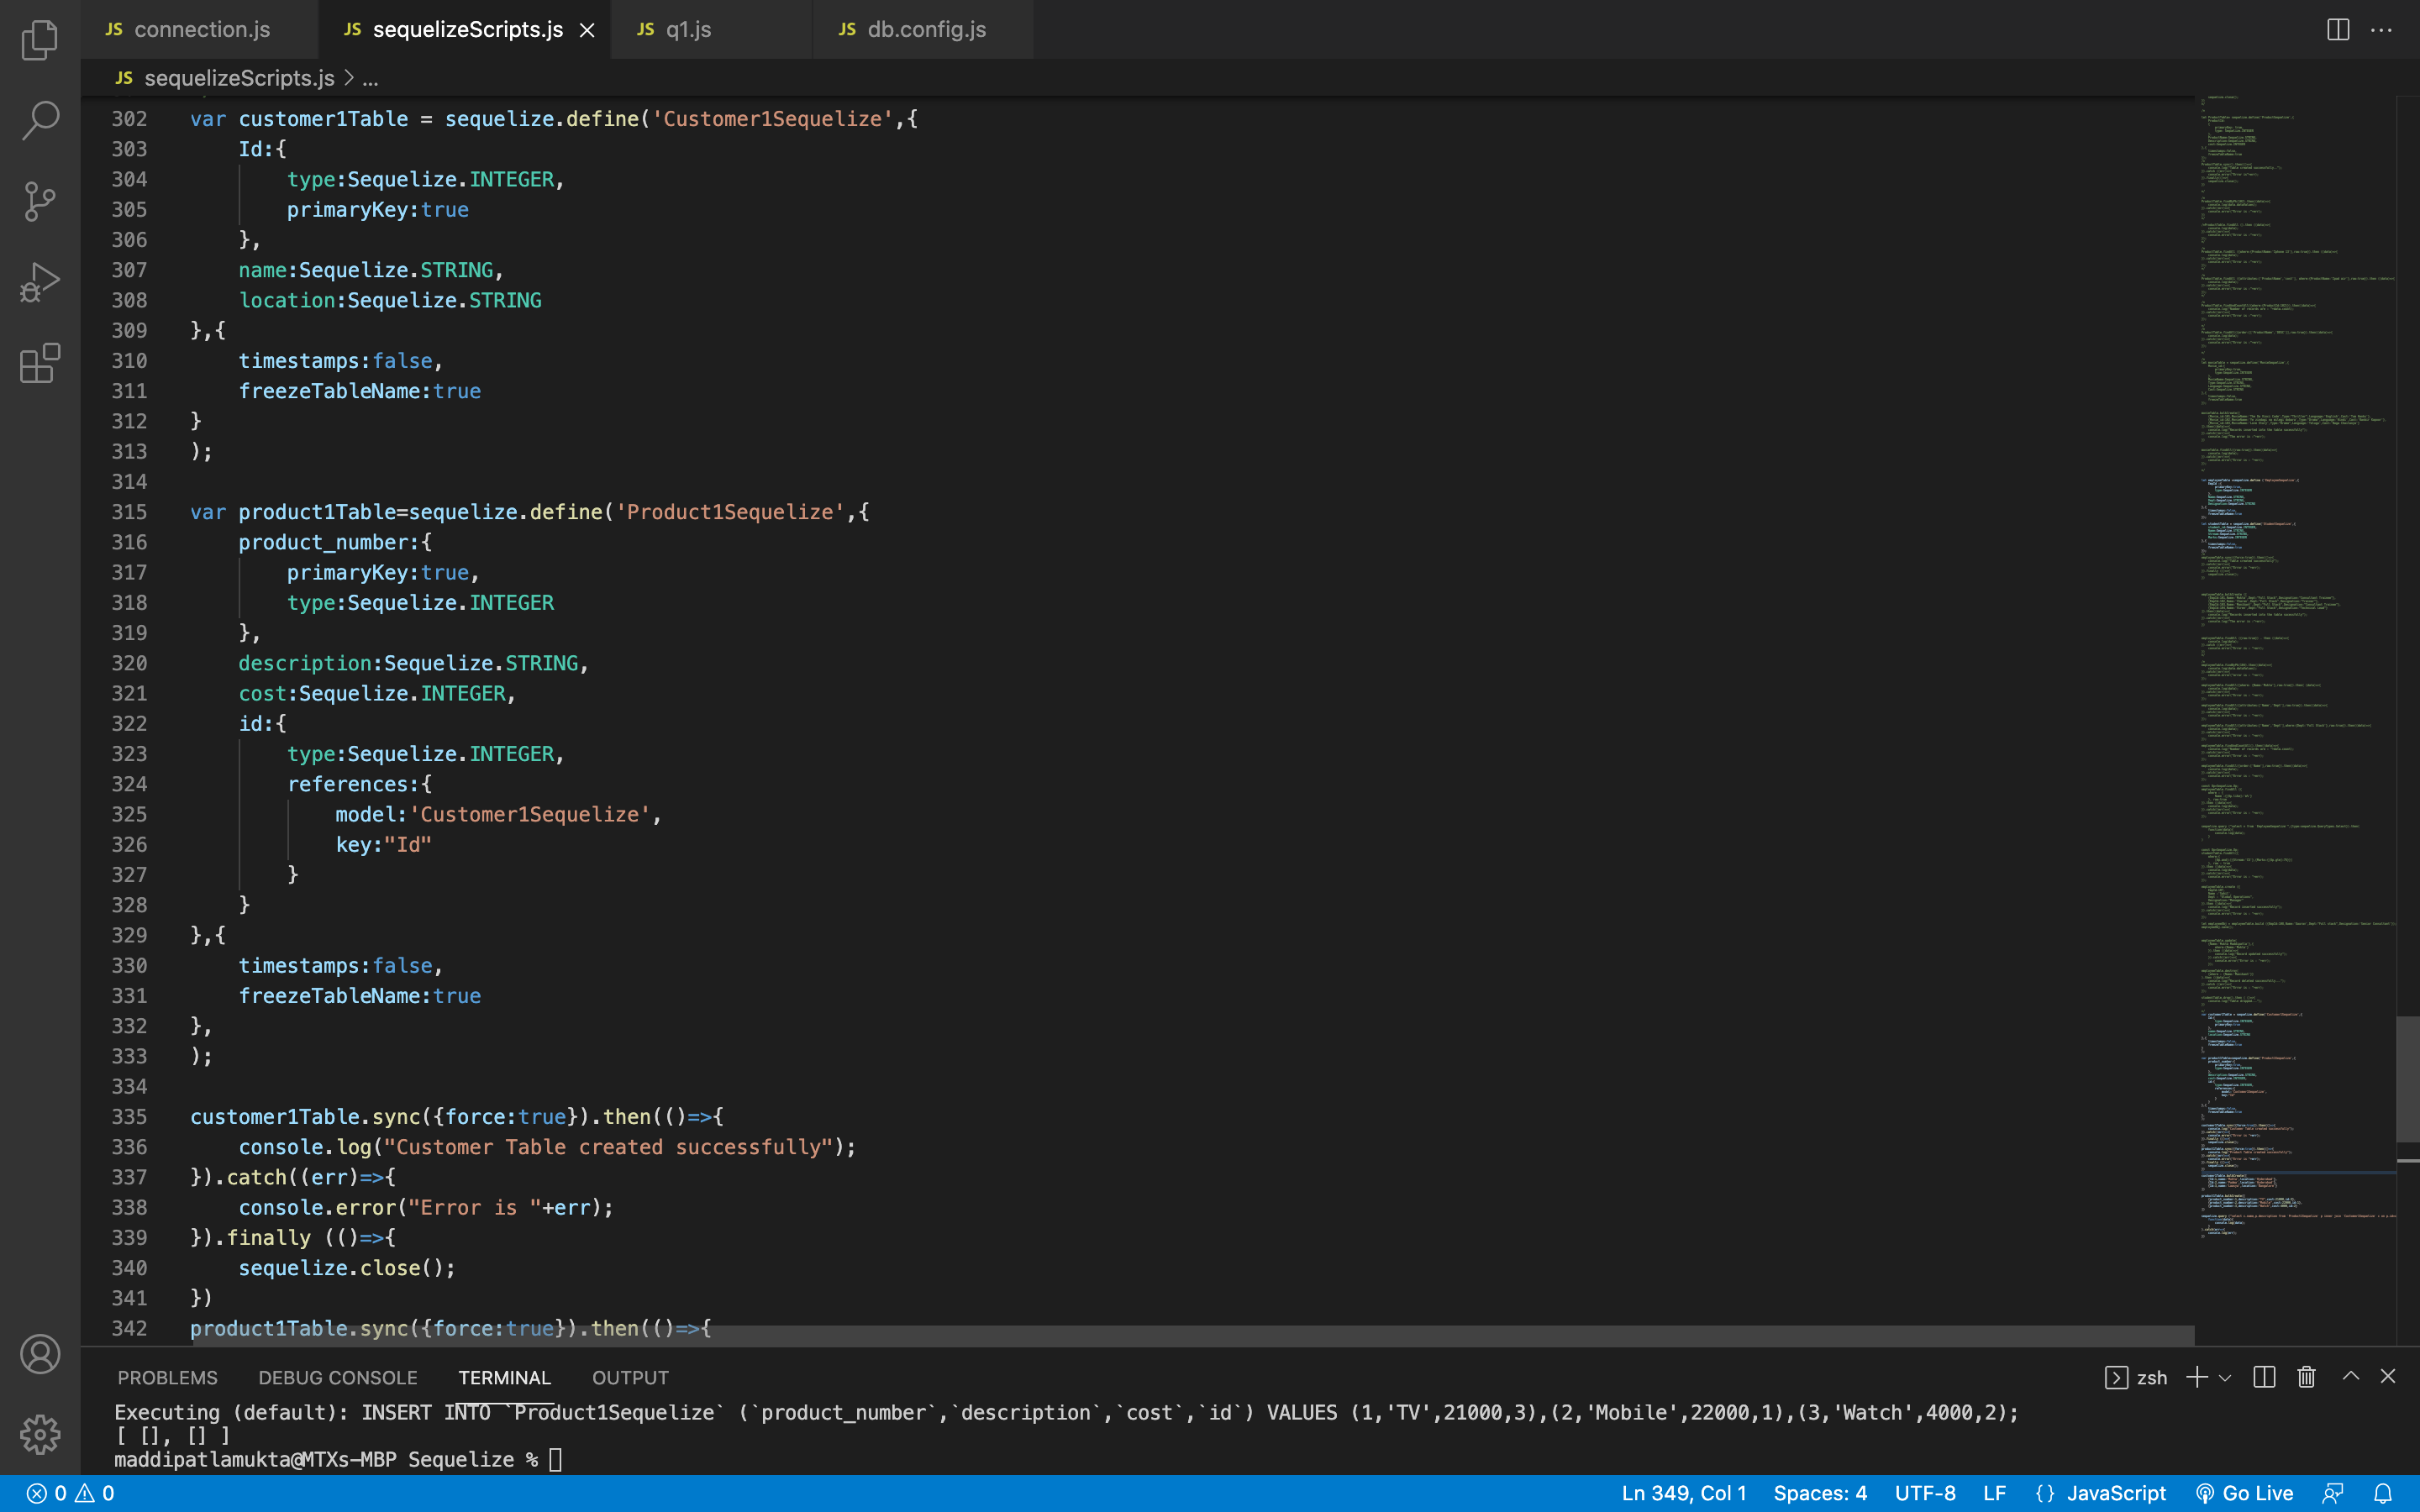 JS connection.js
JS sequelizeScripts.js
JS q1.js
JS db.config.js
JS sequelizeScripts.js > ...
302 var customer1Table = sequelize.define('Customer1Sequelize',{
303 Id:{
304 type:Sequelize.INTEGER,
305 primaryKey:true
306 },
307 name:Sequelize.STRING,
308 location:Sequelize.STRING
309 },{
310 timestamps:false,
311 freezeTableName:true
312 }
313 );
314
315 var product1Table=sequelize.define('Product1Sequelize',{
316 product_number:{
317 primaryKey:true,
318 type:Sequelize.INTEGER
319 },
320 description:Sequelize.STRING,
321 cost:Sequelize.INTEGER,
322 id:{
323 type:Sequelize.INTEGER,
324 references:{
325 model:'Customer1Sequelize',
326 key:"Id"
327 }
328 }
329 },{
330 timestamps:false,
331 freezeTableName:true
332 },
333 );
334
335 customer1Table.sync({force:true}).then(()=>{
336 console.log("Customer Table created successfully");
337 }).catch((err)=>{
338 console.error("Error is "+err);
339 }).finally (()=>{
340 sequelize.close();
341 })
342 product1Table.sync({force:true}).then(()=>{
PROBLEMS DEBUG CONSOLE TERMINAL OUTPUT
zsh
Executing (default): INSERT INTO `Product1Sequelize` (`product_number`,`description`,`cost`,`id`) VALUES (1,'TV',21000,3),(2,'Mobile',22000,1),(3,'Watch',4000,2);
[ [], [] ]
maddipatlamukta@MTXs-MBP Sequelize %
0 0 Ln 349, Col 1 Spaces: 4 UTF-8 LF {} JavaScript Go Live